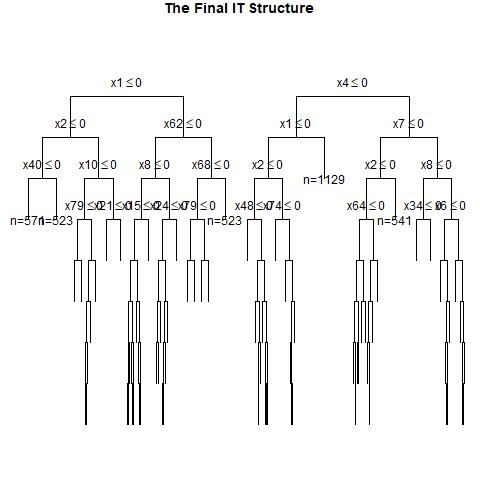 The Final IT Structure
x1 ≤ 0 x4 ≤ 0
x2 ≤ 0 x62 ≤ 0 x1 ≤ 0 x7 ≤ 0
x40 ≤ 0 x10 ≤ 0 x8 ≤ 0 x68 ≤ 0 x2 ≤ 0 n=1129 x2 ≤ 0 x8 ≤ 0
n=571 n=523 x79 ≤ 0 x21 ≤ 0 x15 ≤ 0 x24 ≤ 0 x79 ≤ 0 n=523 x48 ≤ 0 x74 ≤ 0 x64 ≤ 0 n=541 x34 ≤ 0 x6 ≤ 0